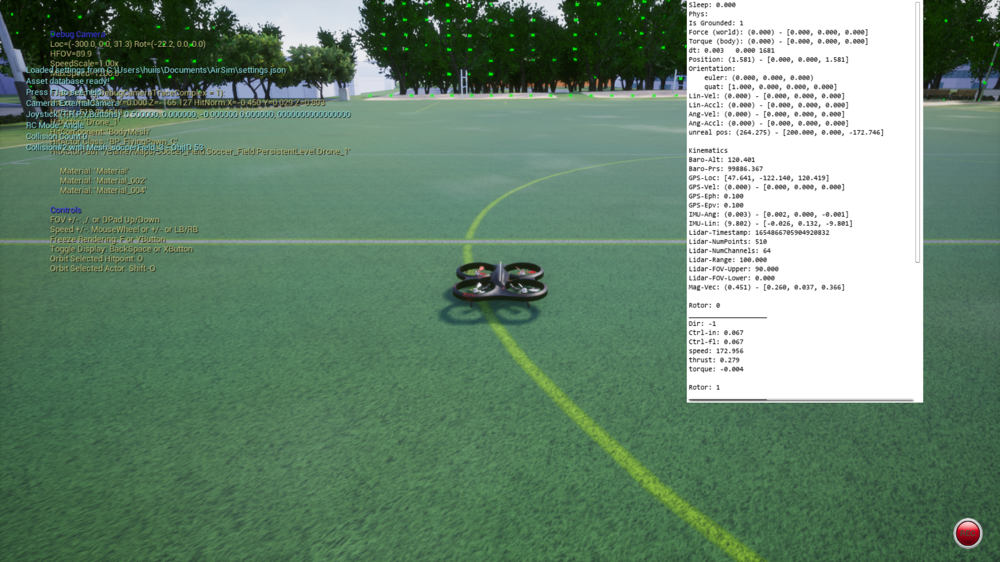 Debug Camera
Loc=(-300.0, 0.0, 31.3) Rot=(-22.2, 0.0, 0.0)
HFOV=89.9
SpeedScale=1.00x
Loaded settings from C:\Users\huiis\Documents\AirSim\settings.json
MaxSpeed=1200.0
Asset database ready!
Press F1 to see help
DebugCameraTraceComplex = 1):
Camera: ExternalCamera
Y=0.000 Z=-165.127 HitNorm:X=-0.450 Y=0.029 Z=0.893
Joystick (T,R,P,Y,Buttons): 0.500000, 0.000000, -0.000000 0.000000, 0000000000000000
HitActor: 'Drone_1'
RC Mode: Angle
HitComponent: 'BodyMesh'
Collision Count:0
HitActor Class: 'BP_FlyingPawn_C'
Collision#2 with Mesh_soccerField_3 - ObjID 53
HitActorPath: '/Game/Maps/Soccer_Field.Soccer_Field:PersistentLevel.Drone_1'
Material: 'Material'
Material: 'Material_002'
Material: 'Material_004'
Controls
FOV +/-: ,/. or DPad Up/Down
Speed +/-: MouseWheel or +/- or LB/RB
Freeze Rendering: F or YButton
Toggle Display: BackSpace or XButton
Orbit Selected Hitpoint: O
Orbit Selected Actor: Shift-O
Sleep: 0.000
Phys:
Is Grounded: 1
Force (world): (0.000) - [0.000, 0.000, 0.000]
Torque (body): (0.000) - [0.000, 0.000, 0.000]
dt: 0.003   0.000 1681
Position: (1.581) - [0.000, 0.000, 1.581]
Orientation:
euler: (0.000, 0.000, 0.000)
quat: [1.000, 0.000, 0.000, 0.000]
Lin-Vel: (0.000) - [0.000, 0.000, 0.000]
Lin-Accl: (0.000) - [0.000, 0.000, 0.000]
Ang-Vel: (0.000) - [0.000, 0.000, 0.000]
Ang-Accl: (0.000) - [0.000, 0.000, 0.000]
unreal pos: (264.275) - [200.000, 0.000, -172.746]
Kinematics
Baro-Alt: 120.401
Baro-Prs: 99886.367
GPS-Loc: [47.641, -122.140, 120.419]
GPS-Vel: (0.000) - [0.000, 0.000, 0.000]
GPS-Eph: 0.100
GPS-Epv: 0.100
IMU-Ang: (0.003) - [0.002, 0.000, -0.001]
IMU-Lin: (9.802) - [-0.026, 0.132, -9.801]
Lidar-Timestamp: 1654866705904920832
Lidar-NumPoints: 510
Lidar-NumChannels: 64
Lidar-Range: 100.000
Lidar-FOV-Upper: 90.000
Lidar-FOV-Lower: 0.000
Mag-Vec: (0.451) - [0.260, 0.037, 0.366]
Rotor: 0
Dir: -1
Ctrl-in: 0.067
Ctrl-fl: 0.067
speed: 172.956
thrust: 0.279
torque: -0.004
Rotor: 1
REC